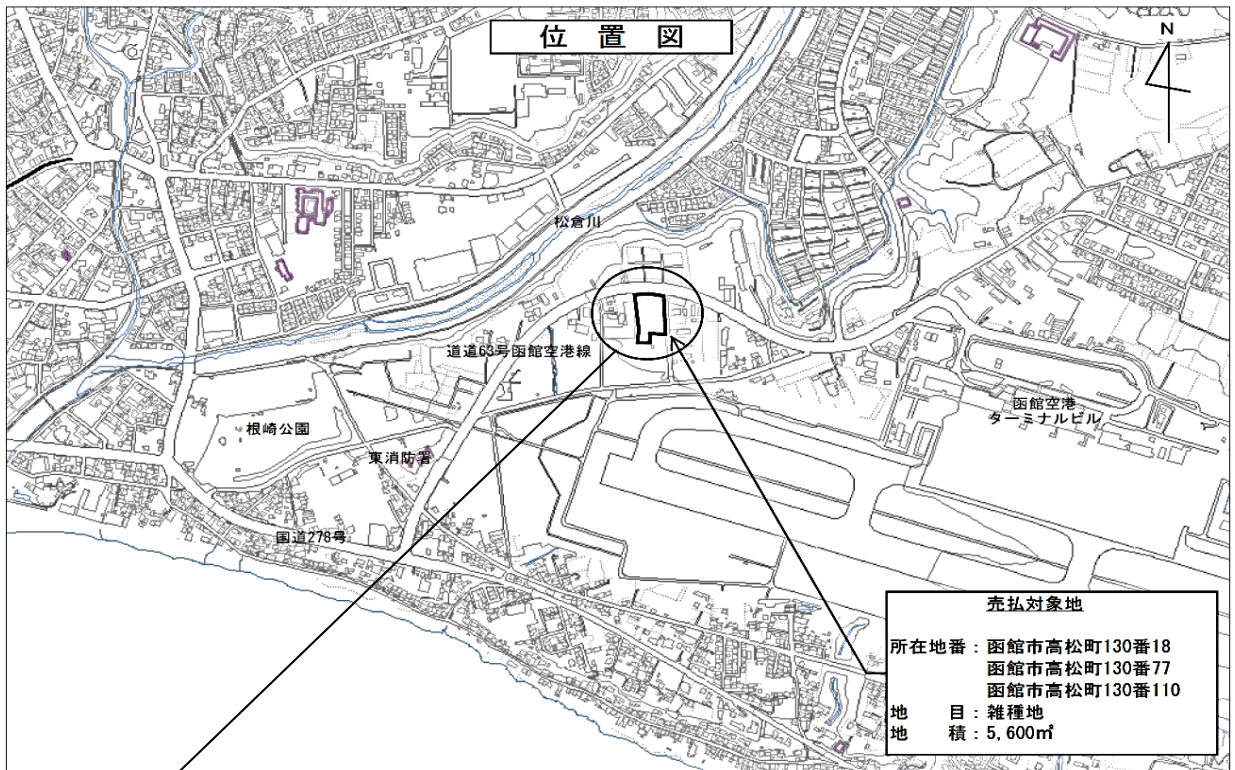 位置図
N
松倉川
道道63号函館空港線
函館空港
ターミナルビル
根崎公園
東消防署
国道278号
売払対象地
所在地番：函館市高松町130番18
函館市高松町130番77
函館市高松町130番110
地　　目：雑種地
地　　積：5,600㎡